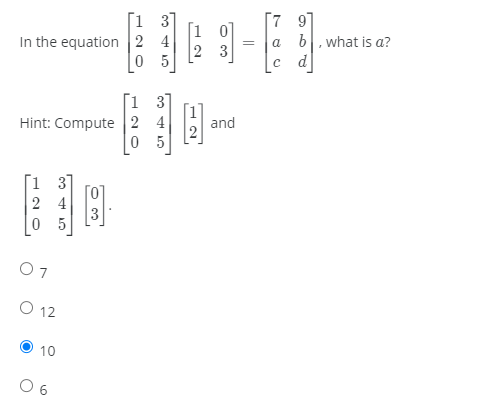 In the equation [1 3; 2 4; 0 5] [1 0; 2 3] = [7 9; a b; c d], what is a?
Hint: Compute [1 3; 2 4; 0 5] [1; 2] and
[1 3; 2 4; 0 5] [0; 3].
7
12
10
6